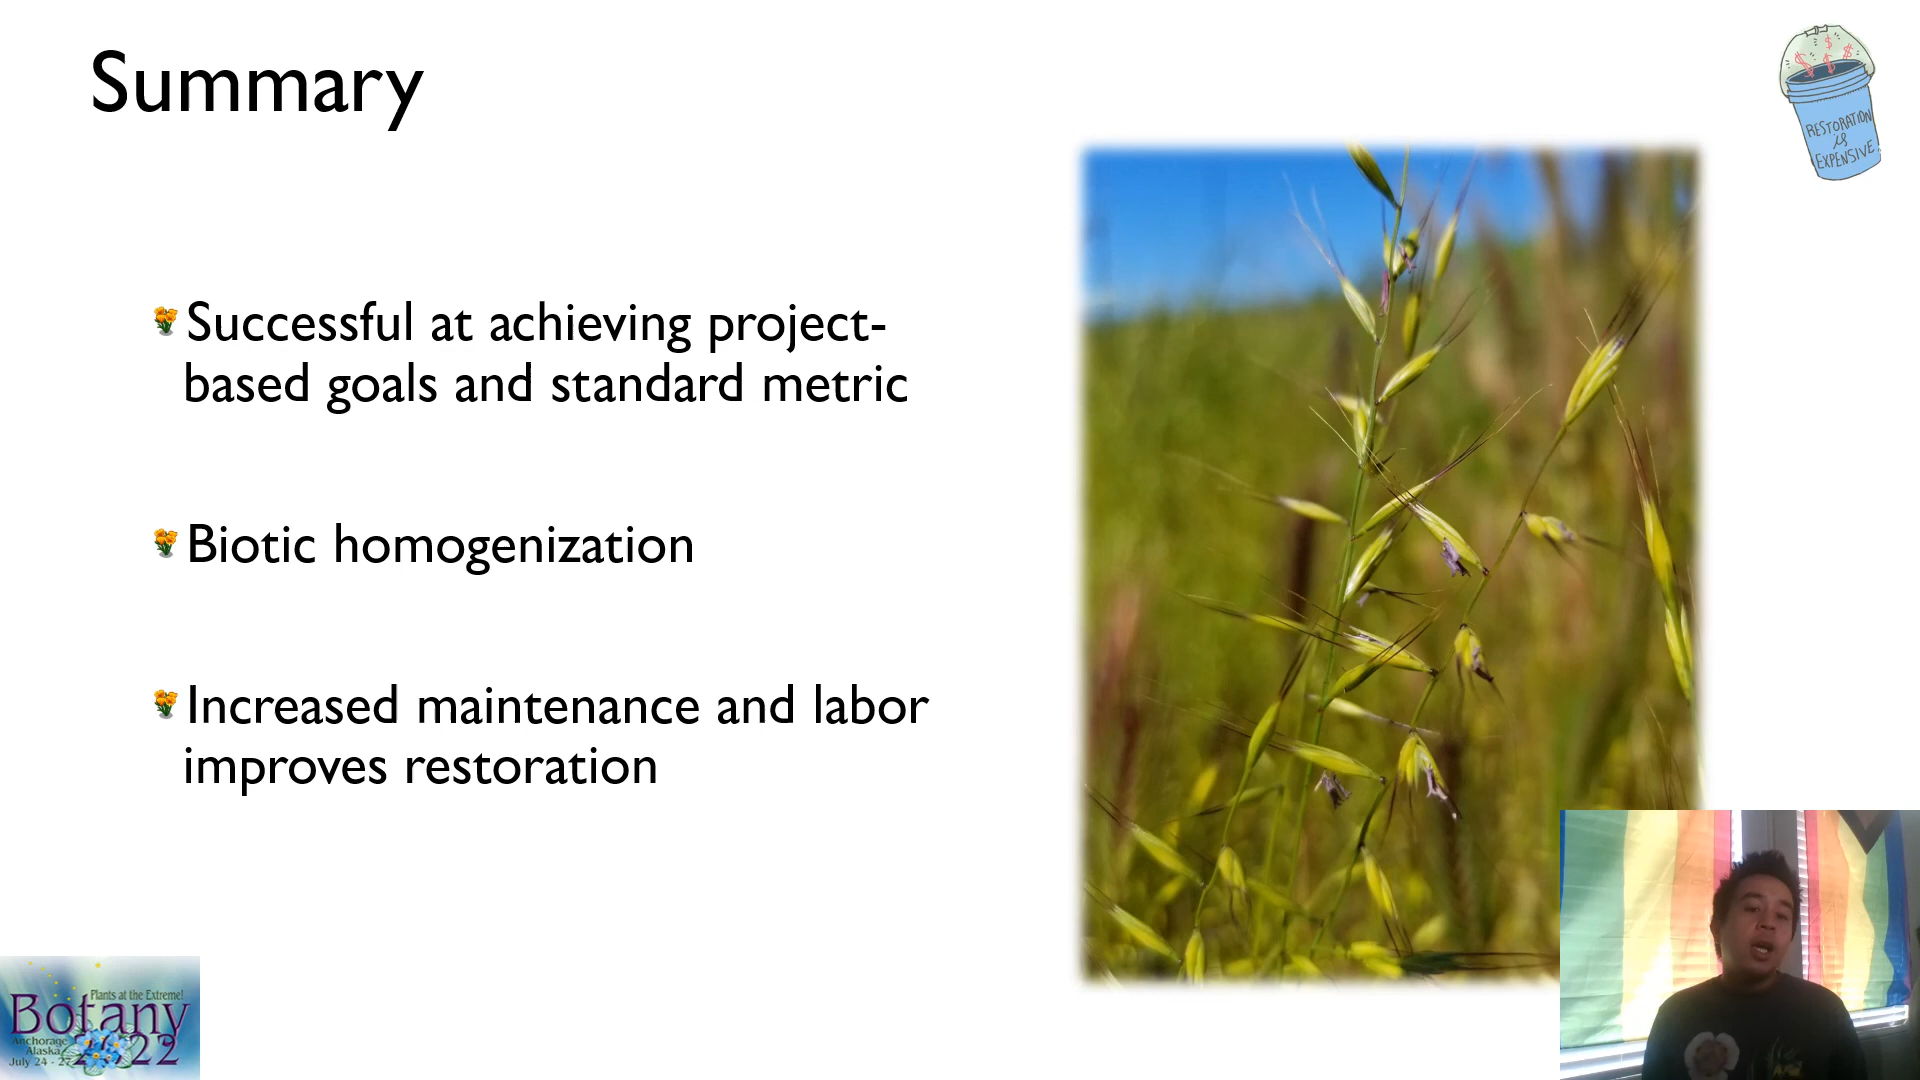 Summary
RESTORATION
is
EXPENSIVE
Successful at achieving project-
based goals and standard metric
Biotic homogenization
Increased maintenance and labor
improves restoration
Plants at the Extreme!
Botany
2022
Anchorage
Alaska
July 24 - 27